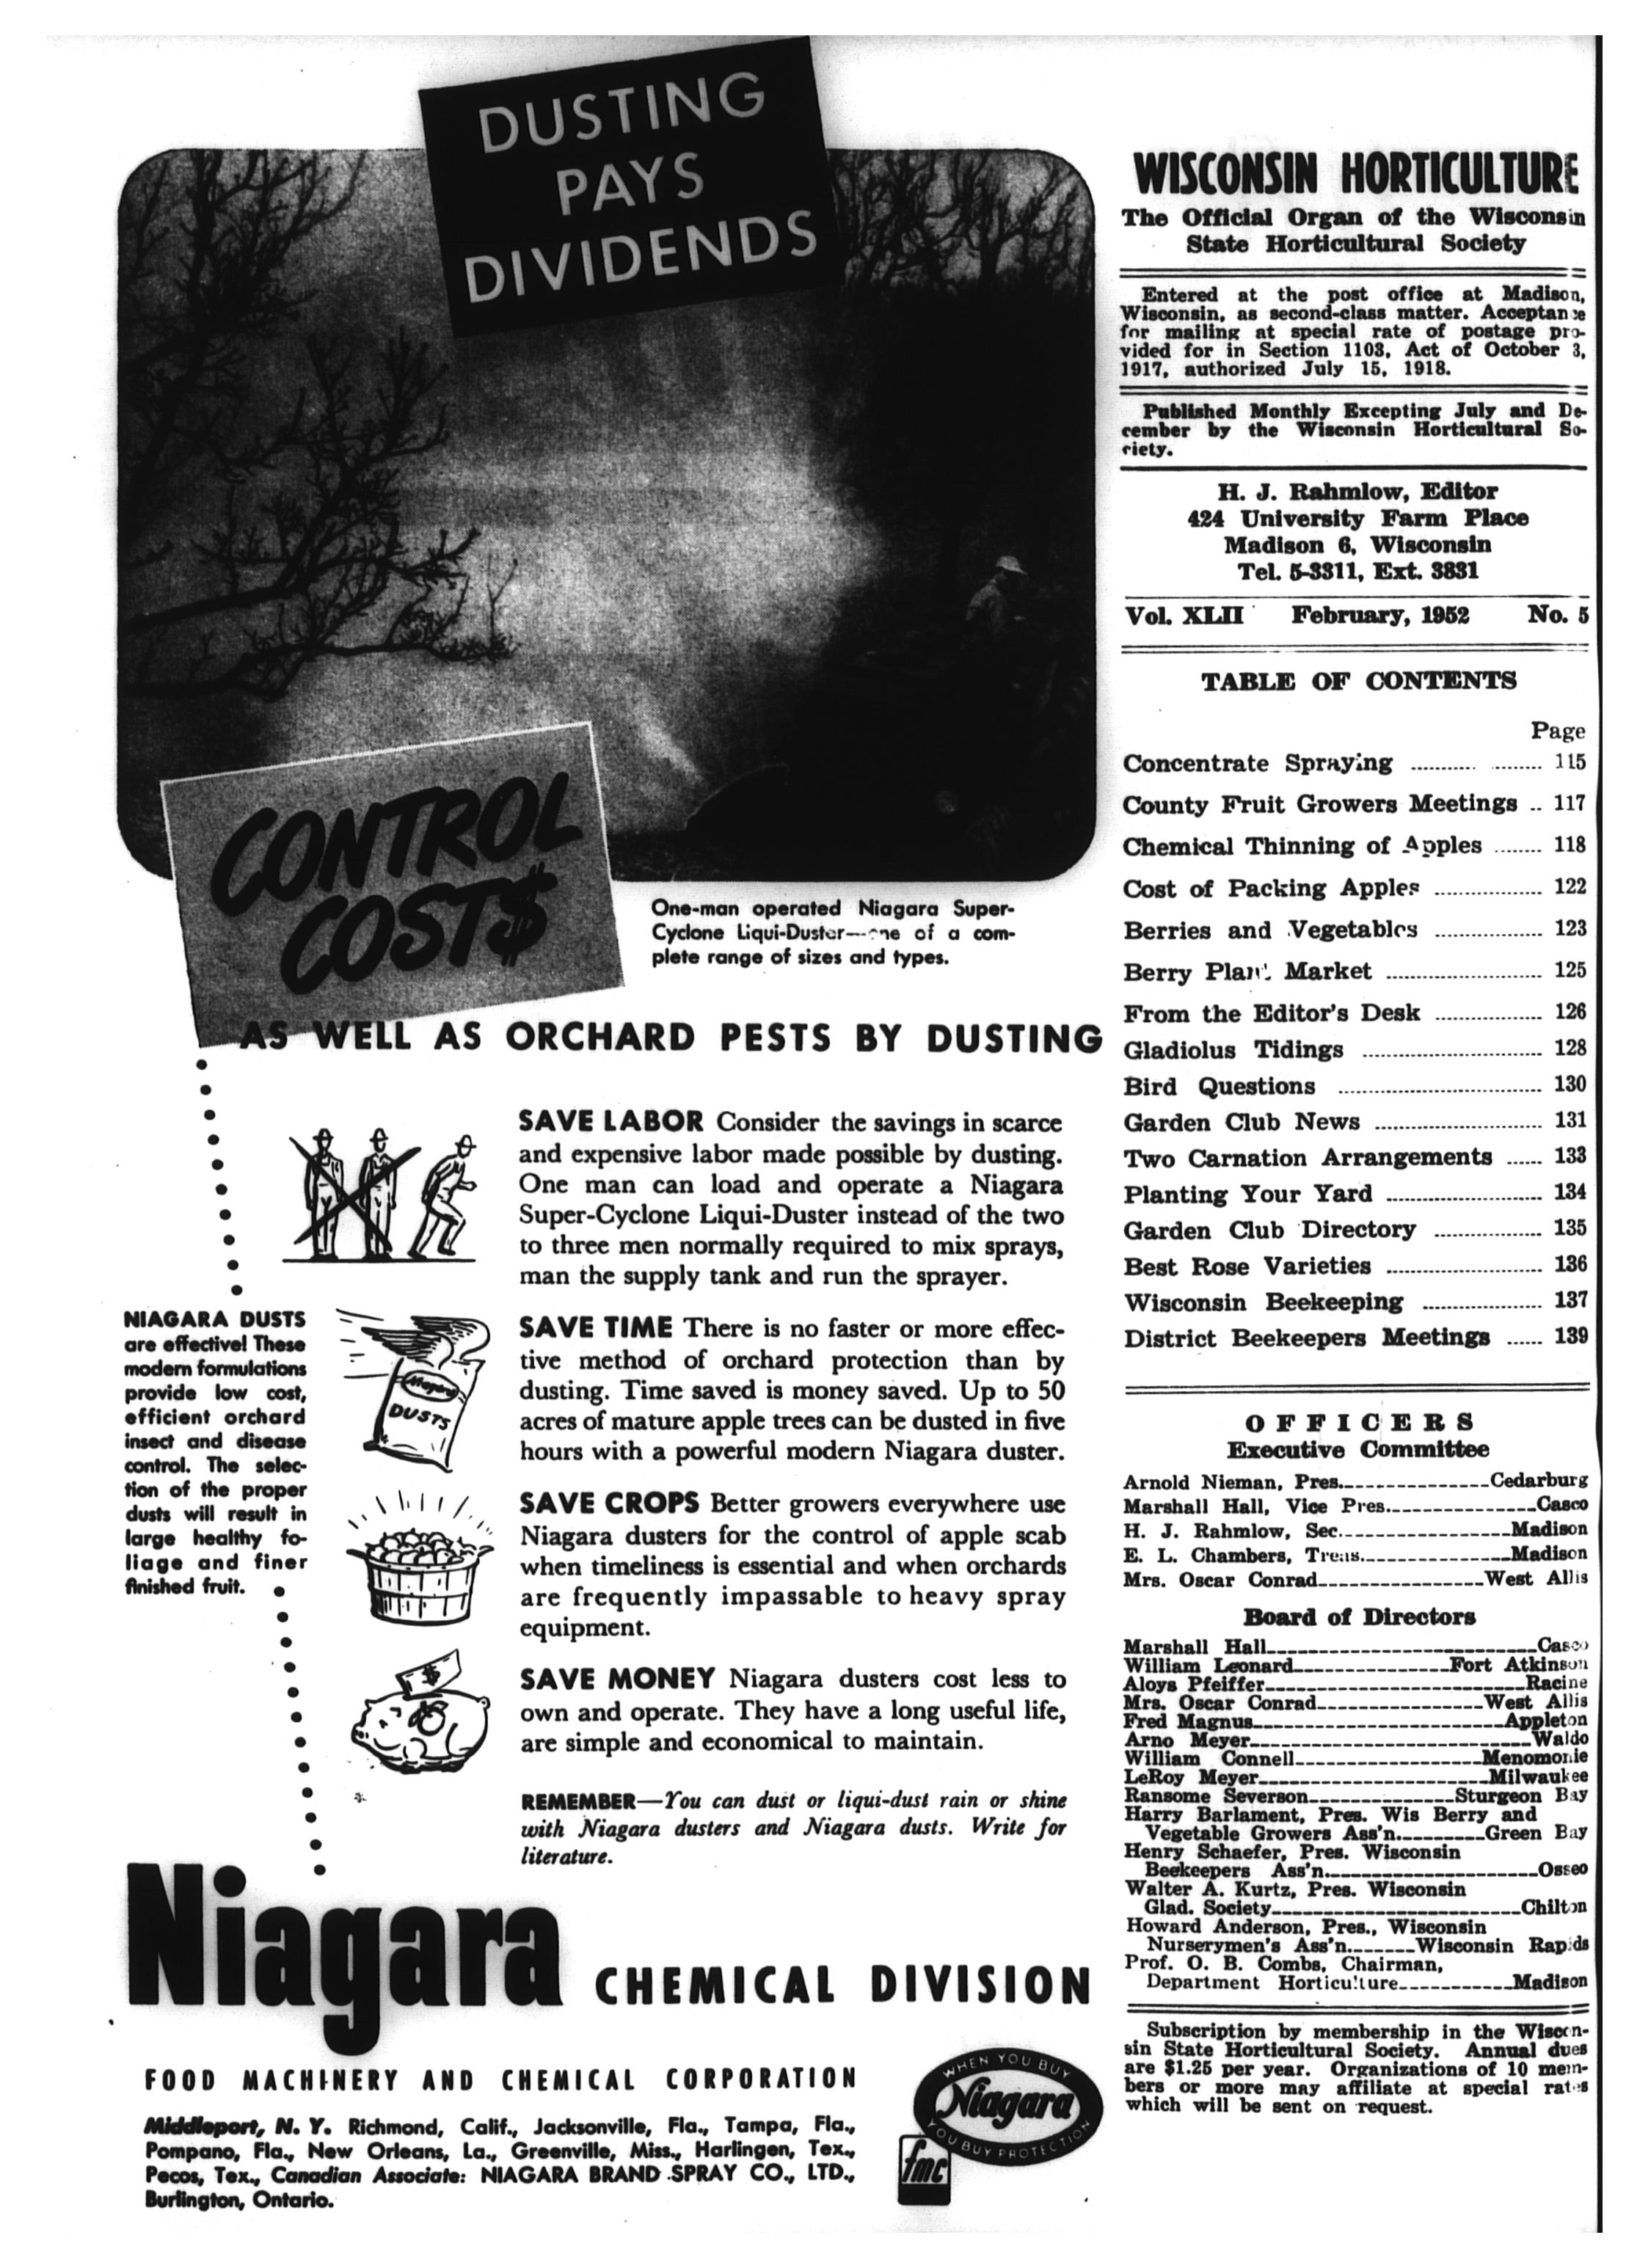 DUSTING
PAYS
DIVIDENDS
CONTROL
COST$
One-man operated Niagara Super-
Cyclone Liqui-Duster—one of a com-
plete range of sizes and types.
AS WELL AS ORCHARD PESTS BY DUSTING
SAVE LABOR Consider the savings in scarce
and expensive labor made possible by dusting.
One man can load and operate a Niagara
Super-Cyclone Liqui-Duster instead of the two
to three men normally required to mix sprays,
man the supply tank and run the sprayer.
NIAGARA DUSTS
are effective! These
modern formulations
provide low cost,
efficient orchard
insect and disease
control. The selec-
tion of the proper
dusts will result in
large healthy fo-
liage and finer
finished fruit.
Niagara
DUSTS
SAVE TIME There is no faster or more effec-
tive method of orchard protection than by
dusting. Time saved is money saved. Up to 50
acres of mature apple trees can be dusted in five
hours with a powerful modern Niagara duster.
SAVE CROPS Better growers everywhere use
Niagara dusters for the control of apple scab
when timeliness is essential and when orchards
are frequently impassable to heavy spray
equipment.
$
SAVE MONEY Niagara dusters cost less to
own and operate. They have a long useful life,
are simple and economical to maintain.
REMEMBER—You can dust or liqui-dust rain or shine
with Niagara dusters and Niagara dusts. Write for
literature.
Niagara CHEMICAL DIVISION
FOOD MACHINERY AND CHEMICAL CORPORATION
Middleport, N. Y. Richmond, Calif., Jacksonville, Fla., Tampa, Fla.,
Pompano, Fla., New Orleans, La., Greenville, Miss., Harlingen, Tex.,
Pecos, Tex., Canadian Associate: NIAGARA BRAND SPRAY CO., LTD.,
Burlington, Ontario.
WHEN YOU BUY
Niagara
YOU BUY PROTECTION
fmc
WISCONSIN HORTICULTURE
The Official Organ of the Wisconsin
State Horticultural Society
Entered at the post office at Madison,
Wisconsin, as second-class matter. Acceptance
for mailing at special rate of postage pro-
vided for in Section 1103, Act of October 3,
1917, authorized July 15, 1918.
Published Monthly Excepting July and De-
cember by the Wisconsin Horticultural So-
ciety.
H. J. Rahmlow, Editor
424 University Farm Place
Madison 6, Wisconsin
Tel. 5-3311, Ext. 3831
Vol. XLII February, 1952 No. 5
TABLE OF CONTENTS
Page
Concentrate Spraying ........... ........ 115
County Fruit Growers Meetings .. 117
Chemical Thinning of Apples ........ 118
Cost of Packing Apples .................. 122
Berries and Vegetables .................. 123
Berry Plant Market .......................... 125
From the Editor's Desk .................. 126
Gladiolus Tidings .............................. 128
Bird Questions .................................. 130
Garden Club News ............................ 131
Two Carnation Arrangements ...... 133
Planting Your Yard .......................... 134
Garden Club Directory .................. 135
Best Rose Varieties .......................... 136
Wisconsin Beekeeping .................... 137
District Beekeepers Meetings ...... 139
OFFICERS
Executive Committee
Arnold Nieman, Pres.---------------Cedarburg
Marshall Hall, Vice Pres.---------------Casco
H. J. Rahmlow, Sec.------------------Madison
E. L. Chambers, Treas.---------------Madison
Mrs. Oscar Conrad-----------------West Allis
Board of Directors
Marshall Hall---------------------------Casco
William Leonard----------------Fort Atkinson
Aloys Pfeiffer--------------------------Racine
Mrs. Oscar Conrad-----------------West Allis
Fred Magnus-------------------------Appleton
Arno Meyer----------------------------Waldo
William Connell-------------------Menomonie
LeRoy Meyer-----------------------Milwaukee
Ransome Severson---------------Sturgeon Bay
Harry Barlament, Pres. Wis Berry and
Vegetable Growers Ass'n.---------Green Bay
Henry Schaefer, Pres. Wisconsin
Beekeepers Ass'n.---------------------Osseo
Walter A. Kurtz, Pres. Wisconsin
Glad. Society-------------------------Chilton
Howard Anderson, Pres., Wisconsin
Nurserymen's Ass'n.-------Wisconsin Rapids
Prof. O. B. Combs, Chairman,
Department Horticulture-----------Madison
Subscription by membership in the Wiscon-
sin State Horticultural Society. Annual dues
are $1.25 per year. Organizations of 10 mem-
bers or more may affiliate at special rates
which will be sent on request.